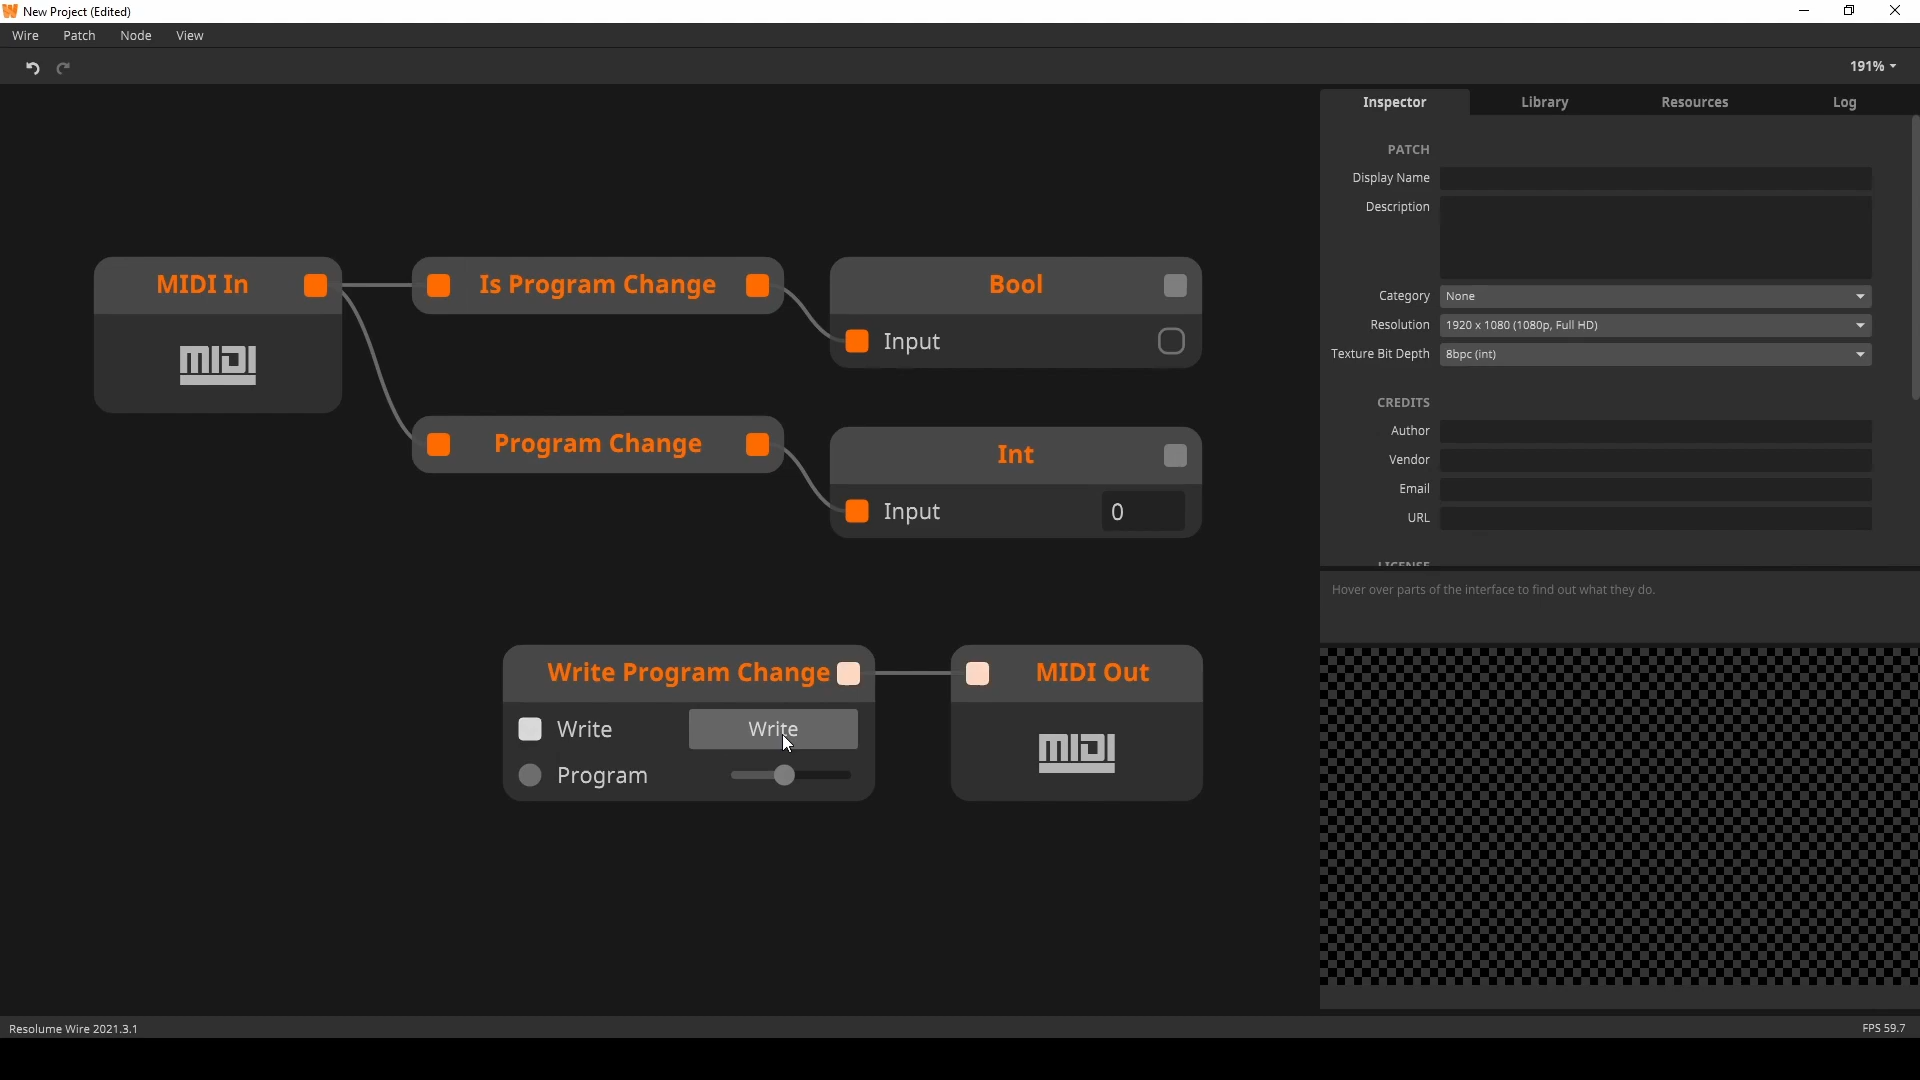 New Project (Edited)
Wire Patch Node View
191%
Inspector Library Resources Log
PATCH
Display Name
Description
Category None
Resolution 1920 x 1080 (1080p, Full HD)
Texture Bit Depth 8bpc (int)
CREDITS
Author
Vendor
Email
URL
LICENSE
Hover over parts of the interface to find out what they do.
MIDI In
MIDI
Is Program Change
Bool
Input
Program Change
Int
Input 0
Write Program Change
Write Write
Program
MIDI Out
MIDI
Resolume Wire 2021.3.1
FPS 59.7